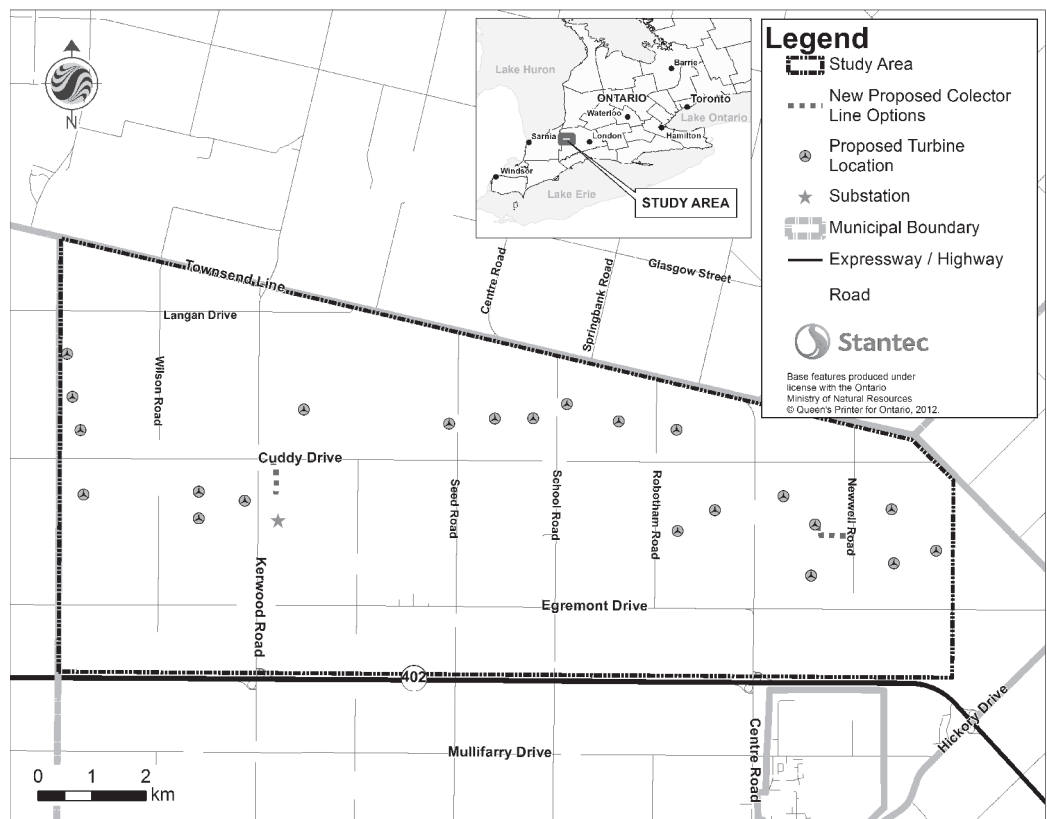 Legend
Study Area
New Proposed Colector
Line Options
Proposed Turbine
Location
Substation
Municipal Boundary
Expressway / Highway
Road
Stantec
Base features produced under
license with the Ontario
Ministry of Natural Resources
© Queen's Printer for Ontario, 2012.
N
Lake Huron
Barrie
ONTARIO
Toronto
Waterloo
Lake Ontario
Sarnia
London
Hamilton
Windsor
Lake Erie
STUDY AREA
Townsend Line
Centre Road
Springbank Road
Glasgow Street
Langan Drive
Wilson Road
Cuddy Drive
Seed Road
School Road
Robotham Road
Newwell Road
Kerwood Road
Egremont Drive
402
Hickory Drive
Centre Road
Mullifarry Drive
0 1 2
km